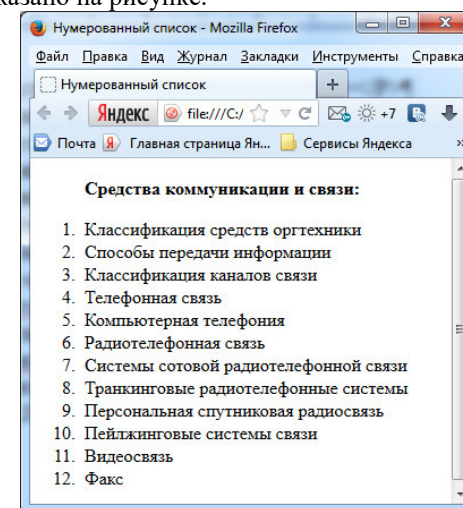 казано на рисунке.
Нумерованный список - Mozilla Firefox
Файл Правка Вид Журнал Закладки Инструменты Справка
Нумерованный список +
Яндекс file:///C:/ +7
Почта Я Главная страница Ян... Сервисы Яндекса »
Средства коммуникации и связи:
1. Классификация средств оргтехники
2. Способы передачи информации
3. Классификация каналов связи
4. Телефонная связь
5. Компьютерная телефония
6. Радиотелефонная связь
7. Системы сотовой радиотелефонной связи
8. Транкинговые радиотелефонные системы
9. Персональная спутниковая радиосвязь
10. Пейлжинговые системы связи
11. Видеосвязь
12. Факс